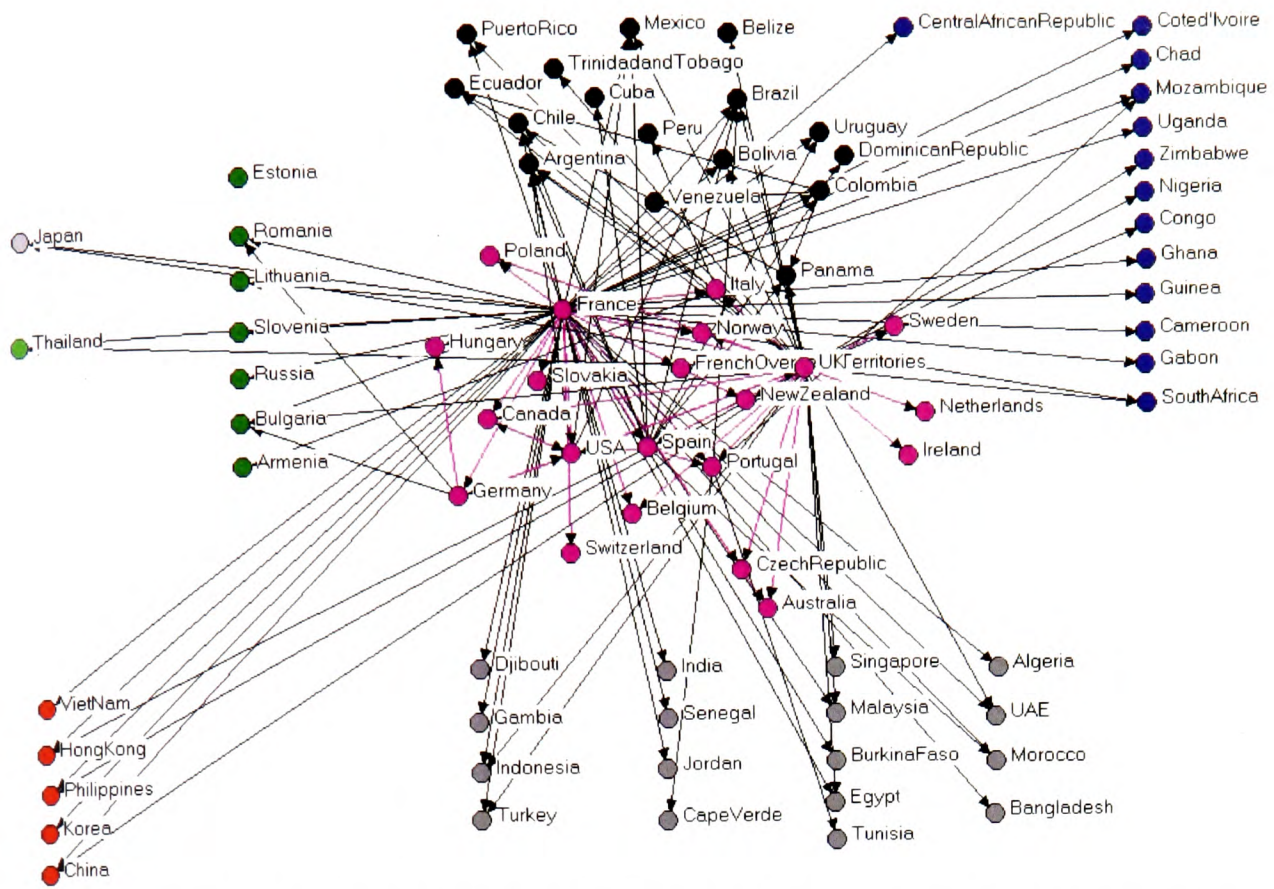 PuertoRico
Mexico
Belize
CentralAfricanRepublic
Coted'Ivoire
TrinidadandTobago
Chad
Ecuador
Cuba
Brazil
Mozambique
Chile
Peru
Uruguay
Uganda
Argentina
Bolivia
DominicanRepublic
Zimbabwe
Estonia
Venezuela
Colombia
Nigeria
Japan
Romania
Poland
Congo
Lithuania
Italy
Panama
Ghana
France
Guinea
Thailand
Slovenia
Hungary
Norway
Sweden
Cameroon
Russia
Slovakia
FrenchOver
UKTerritories
Gabon
Bulgaria
Canada
NewZealand
Netherlands
SouthAfrica
Armenia
USA
Spain
Portugal
Ireland
Germany
Belgium
Switzerland
CzechRepublic
Australia
Djibouti
India
Singapore
Algeria
VietNam
Gambia
Senegal
Malaysia
UAE
HongKong
Indonesia
Jordan
BurkinaFaso
Morocco
Philippines
Turkey
CapeVerde
Egypt
Bangladesh
Korea
Tunisia
China